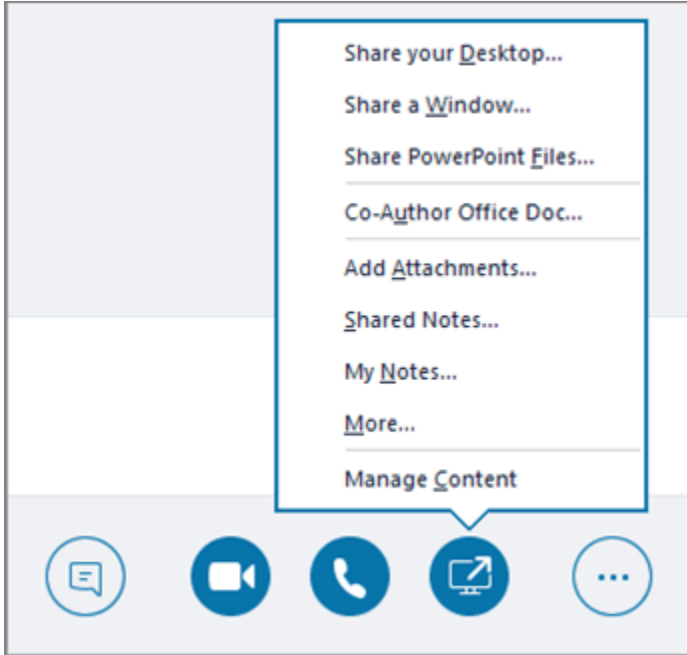 Share your Desktop...
Share a Window...
Share PowerPoint Files...
Co-Author Office Doc...
Add Attachments...
Shared Notes...
My Notes...
More...
Manage Content